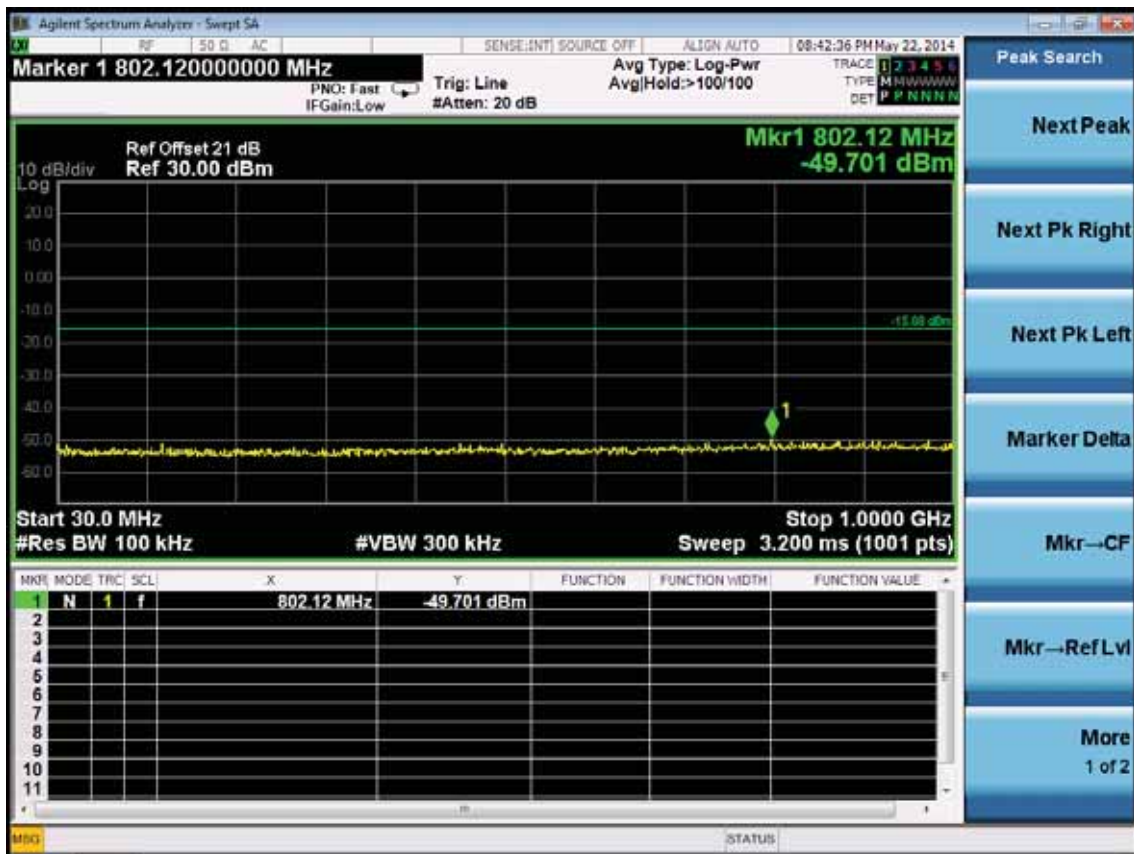 Agilent Spectrum Analyzer - Swept SA
RF 50 Ω AC SENSE:INT SOURCE OFF ALIGN AUTO 08:42:36 PM May 22, 2014
Marker 1 802.120000000 MHz
PNO: Fast
IFGain:Low
Trig: Line
#Atten: 20 dB
Avg Type: Log-Pwr
Avg|Hold:>100/100
TRACE 1 2 3 4 5 6
TYPE M M W W W W
DET P P N N N N
Mkr1 802.12 MHz
-49.701 dBm
Ref Offset 21 dB
10 dB/div Ref 30.00 dBm
Log
20.0
10.0
0.00
-10.0
-15.08 dBm
-20.0
-30.0
-40.0
1
-50.0
-60.0
Start 30.0 MHz Stop 1.0000 GHz
#Res BW 100 kHz #VBW 300 kHz Sweep 3.200 ms (1001 pts)
MKR MODE TRC SCL X Y FUNCTION FUNCTION WIDTH FUNCTION VALUE
1 N 1 f 802.12 MHz -49.701 dBm
2
3
4
5
6
7
8
9
10
11
MSG STATUS
Peak Search
Next Peak
Next Pk Right
Next Pk Left
Marker Delta
Mkr→CF
Mkr→Ref Lvl
More
1 of 2